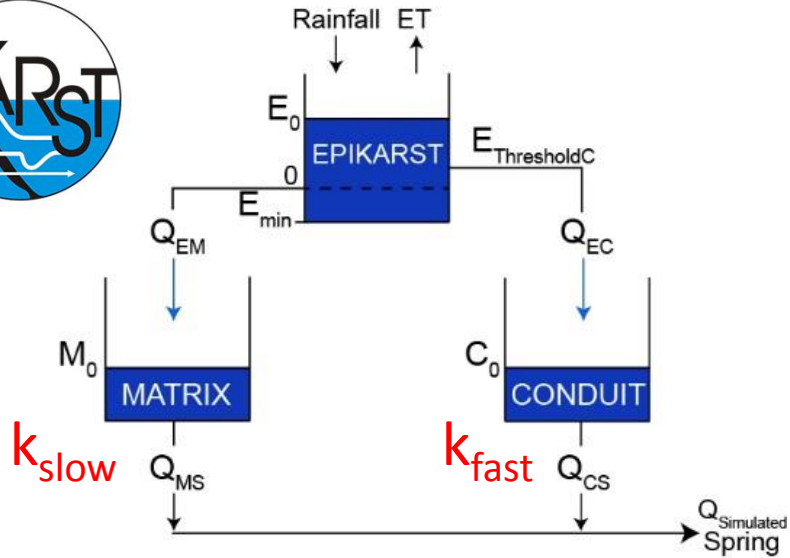 Rainfall ET
E0
EPIKARST
EThresholdC
0
Emin
QEM
QEC
M0
MATRIX
C0
CONDUIT
kslow
QMS
kfast
QCS
QSimulated
Spring